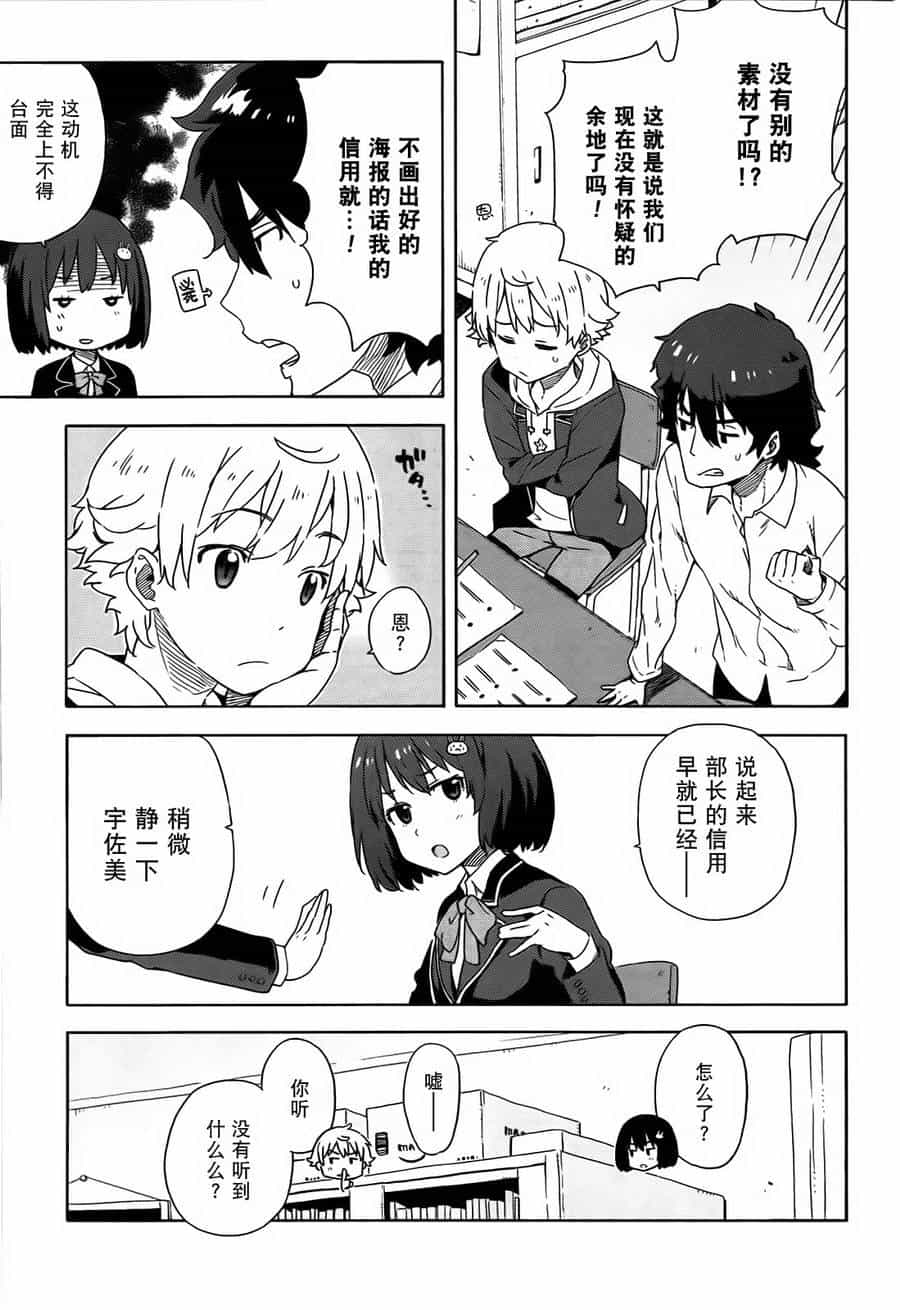 没有别的
素材了吗!?
这就是说我们
现在没有怀疑的
余地了吗!
恩
不画出好的
海报的话我的
信用就…!
必死
这动机
完全上不得
台面
ガタ…
恩?
说起来
部长的信用
早就已经
——
稍微
静一下
宇佐美
怎么了?
嘘
——
你听
没有听到
什么么?